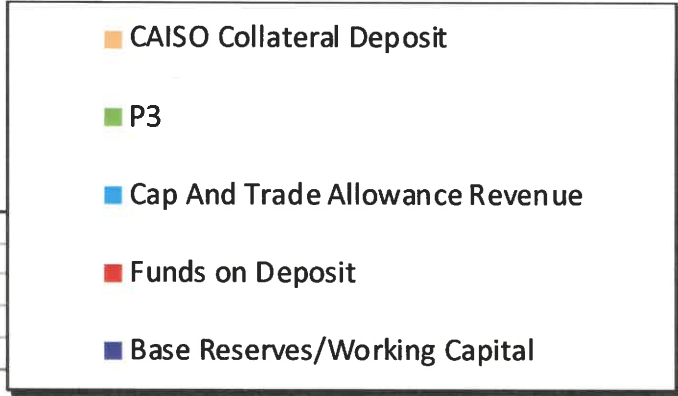 CAISO Collateral Deposit
P3
Cap And Trade Allowance Revenue
Funds on Deposit
Base Reserves/Working Capital